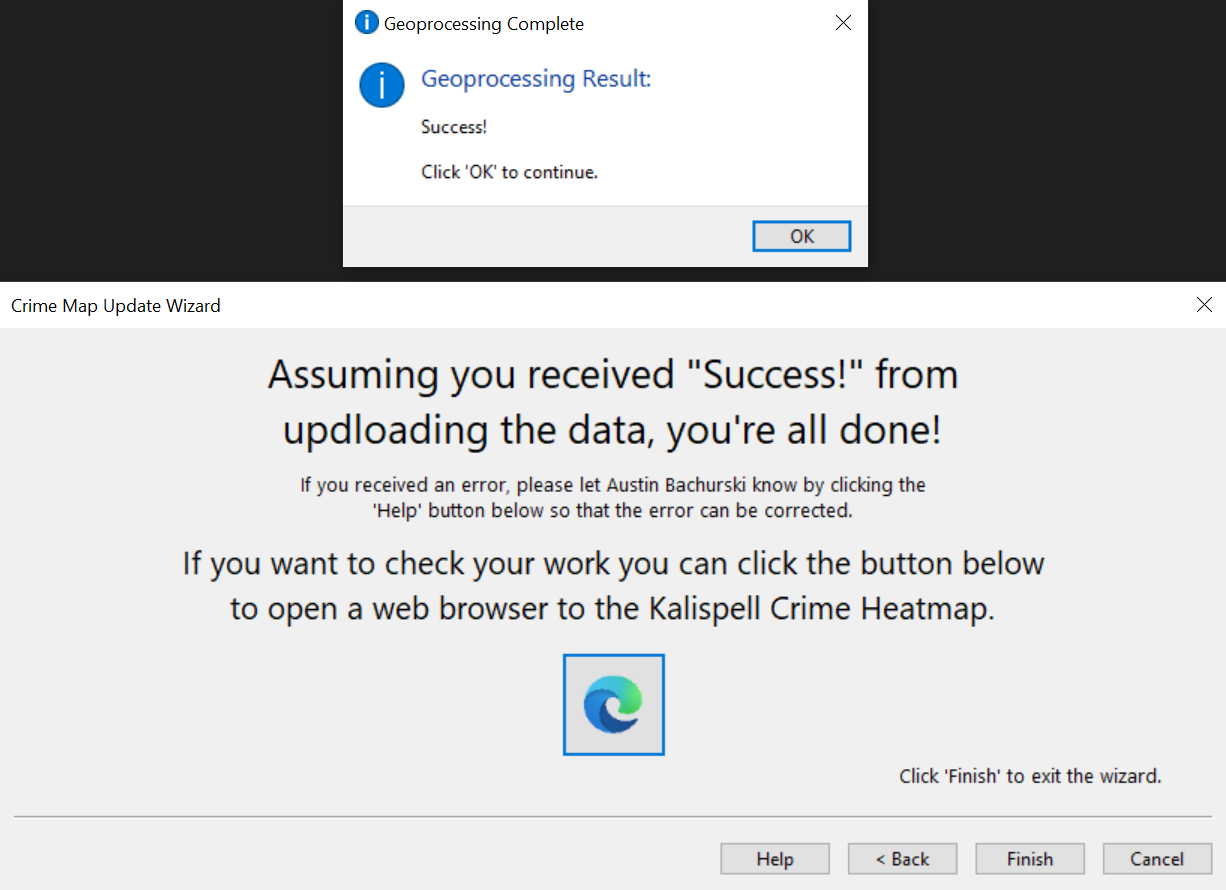 Geoprocessing Complete
Geoprocessing Result:
Success!
Click 'OK' to continue.
OK
Crime Map Update Wizard
Assuming you received "Success!" from
updloading the data, you're all done!
If you received an error, please let Austin Bachurski know by clicking the
'Help' button below so that the error can be corrected.
If you want to check your work you can click the button below
to open a web browser to the Kalispell Crime Heatmap.
Click 'Finish' to exit the wizard.
Help
< Back
Finish
Cancel